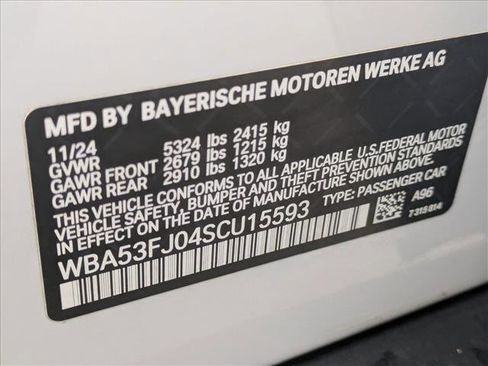 MFD BY BAYERISCHE MOTOREN WERKE AG
11/24
GVWR 5324 lbs 2415 kg
GAWR FRONT 2679 lbs 1215 kg
GAWR REAR 2910 lbs 1320 kg
THIS VEHICLE CONFORMS TO ALL APPLICABLE U.S.FEDERAL MOTOR
VEHICLE SAFETY, BUMPER, AND THEFT PREVENTION STANDARDS
IN EFFECT ON THE DATE OF MANUFACTURE SHOWN ABOVE.
WBA53FJ04SCU15593 TYPE: PASSENGER CAR
A96
7315814